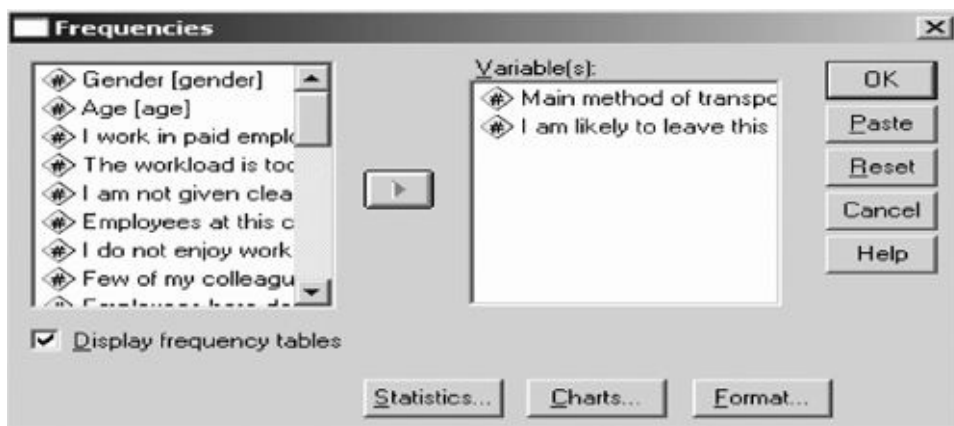 Frequencies
Gender [gender]
Age [age]
I work in paid emplo
The workload is too
I am not given clea
Employees at this c
I do not enjoy work
Few of my colleagu
Variable(s):
Main method of transpo
I am likely to leave this
OK
Paste
Reset
Cancel
Help
Display frequency tables
Statistics...
Charts...
Format...